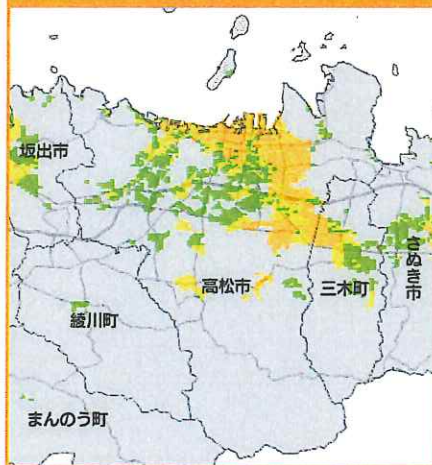 坂出市
さぬき市
高松市
三木町
綾川町
まんのう町